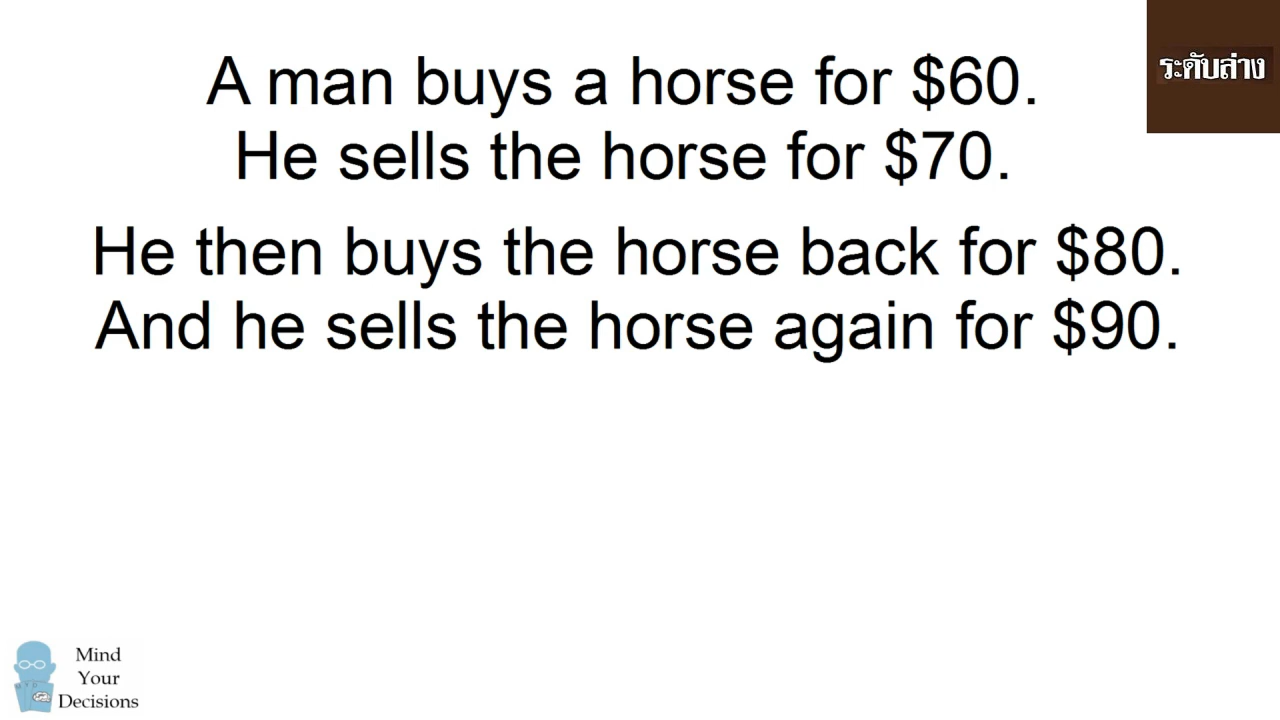 A man buys a horse for $60.
He sells the horse for $70.
He then buys the horse back for $80.
And he sells the horse again for $90.
ระดับล่าง
Mind
Your
Decisions